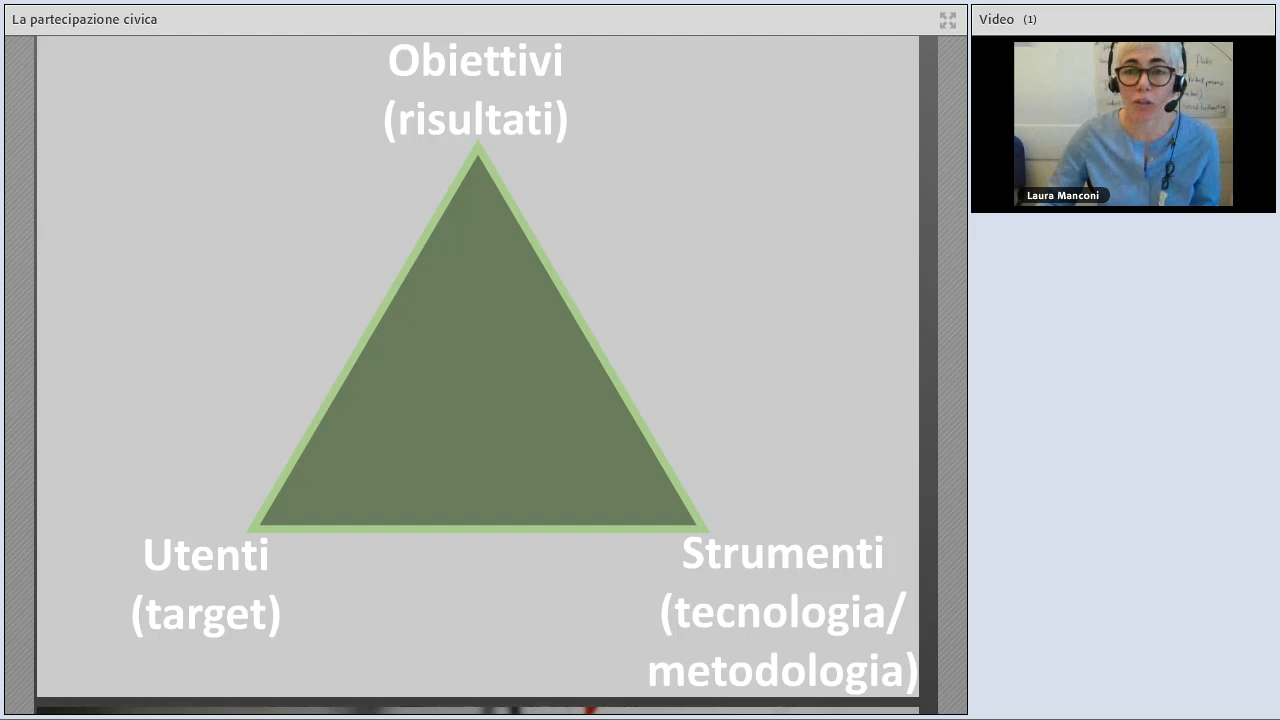 La partecipazione civica
Video (1)
Obiettivi
(risultati)
Laura Manconi
Utenti
(target)
Strumenti
(tecnologia/
metodologia)